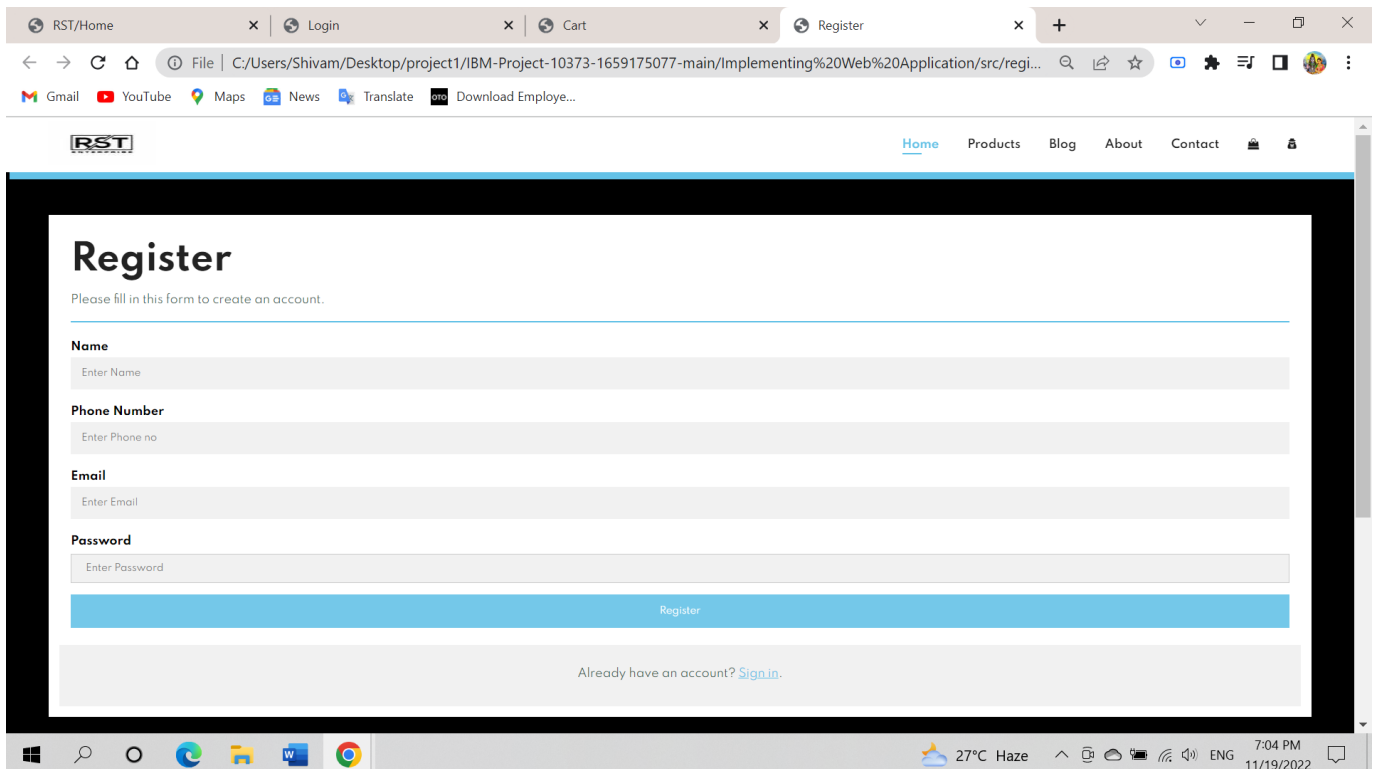 RST/Home
Login
Cart
Register
File | C:/Users/Shivam/Desktop/project1/IBM-Project-10373-1659175077-main/Implementing%20Web%20Application/src/regi...
Gmail
YouTube
Maps
News
Translate
OTO
Download Employe...
RST
ENTERPRISE
Home
Products
Blog
About
Contact
Register
Please fill in this form to create an account.
Name
Enter Name
Phone Number
Enter Phone no
Email
Enter Email
Password
Enter Password
Register
Already have an account? Sign in.
27°C Haze
ENG
7:04 PM
11/19/2022